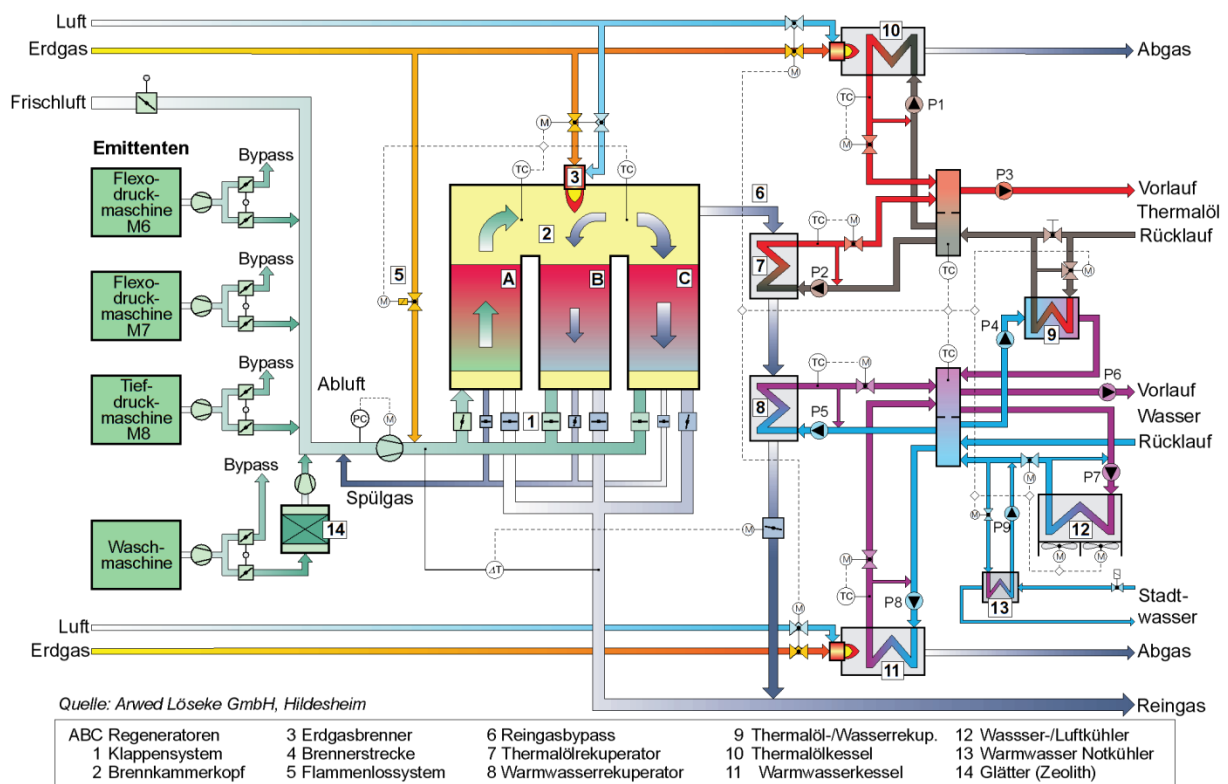 Luft
Erdgas
Frischluft
Emittenten
Bypass
Flexo-
druck-
maschine
M6
Bypass
Flexo-
druck-
maschine
M7
Bypass
Tief-
druck-
maschine
M8
Bypass
Wasch-
maschine
14
Abluft
PC
M
Spülgas
1
ΔT
M
M
5
M
TC
TC
3
2
A
B
C
6
7
TC
M
P2
8
TC
M
P5
M
10
Abgas
TC
M
P1
P3
Vorlauf
Thermalöl
Rücklauf
TC
M
P4
9
TC
P6
Vorlauf
Wasser
Rücklauf
P7
12
M
M
M
P9
M
13
Stadt-
wasser
M
TC
P8
M
11
Luft
Erdgas
Abgas
Reingas
Quelle: Arwed Löseke GmbH, Hildesheim
ABC Regeneratoren
1 Klappensystem
2 Brennkammerkopf
3 Erdgasbrenner
4 Brennerstrecke
5 Flammenlossystem
6 Reingasbypass
7 Thermalölrekuperator
8 Warmwasserrekuperator
9 Thermalöl-/Wasserrekup.
10 Thermalölkessel
11 Warmwasserkessel
12 Wassser-/Luftkühler
13 Warmwasser Notkühler
14 Glätter (Zeolith)